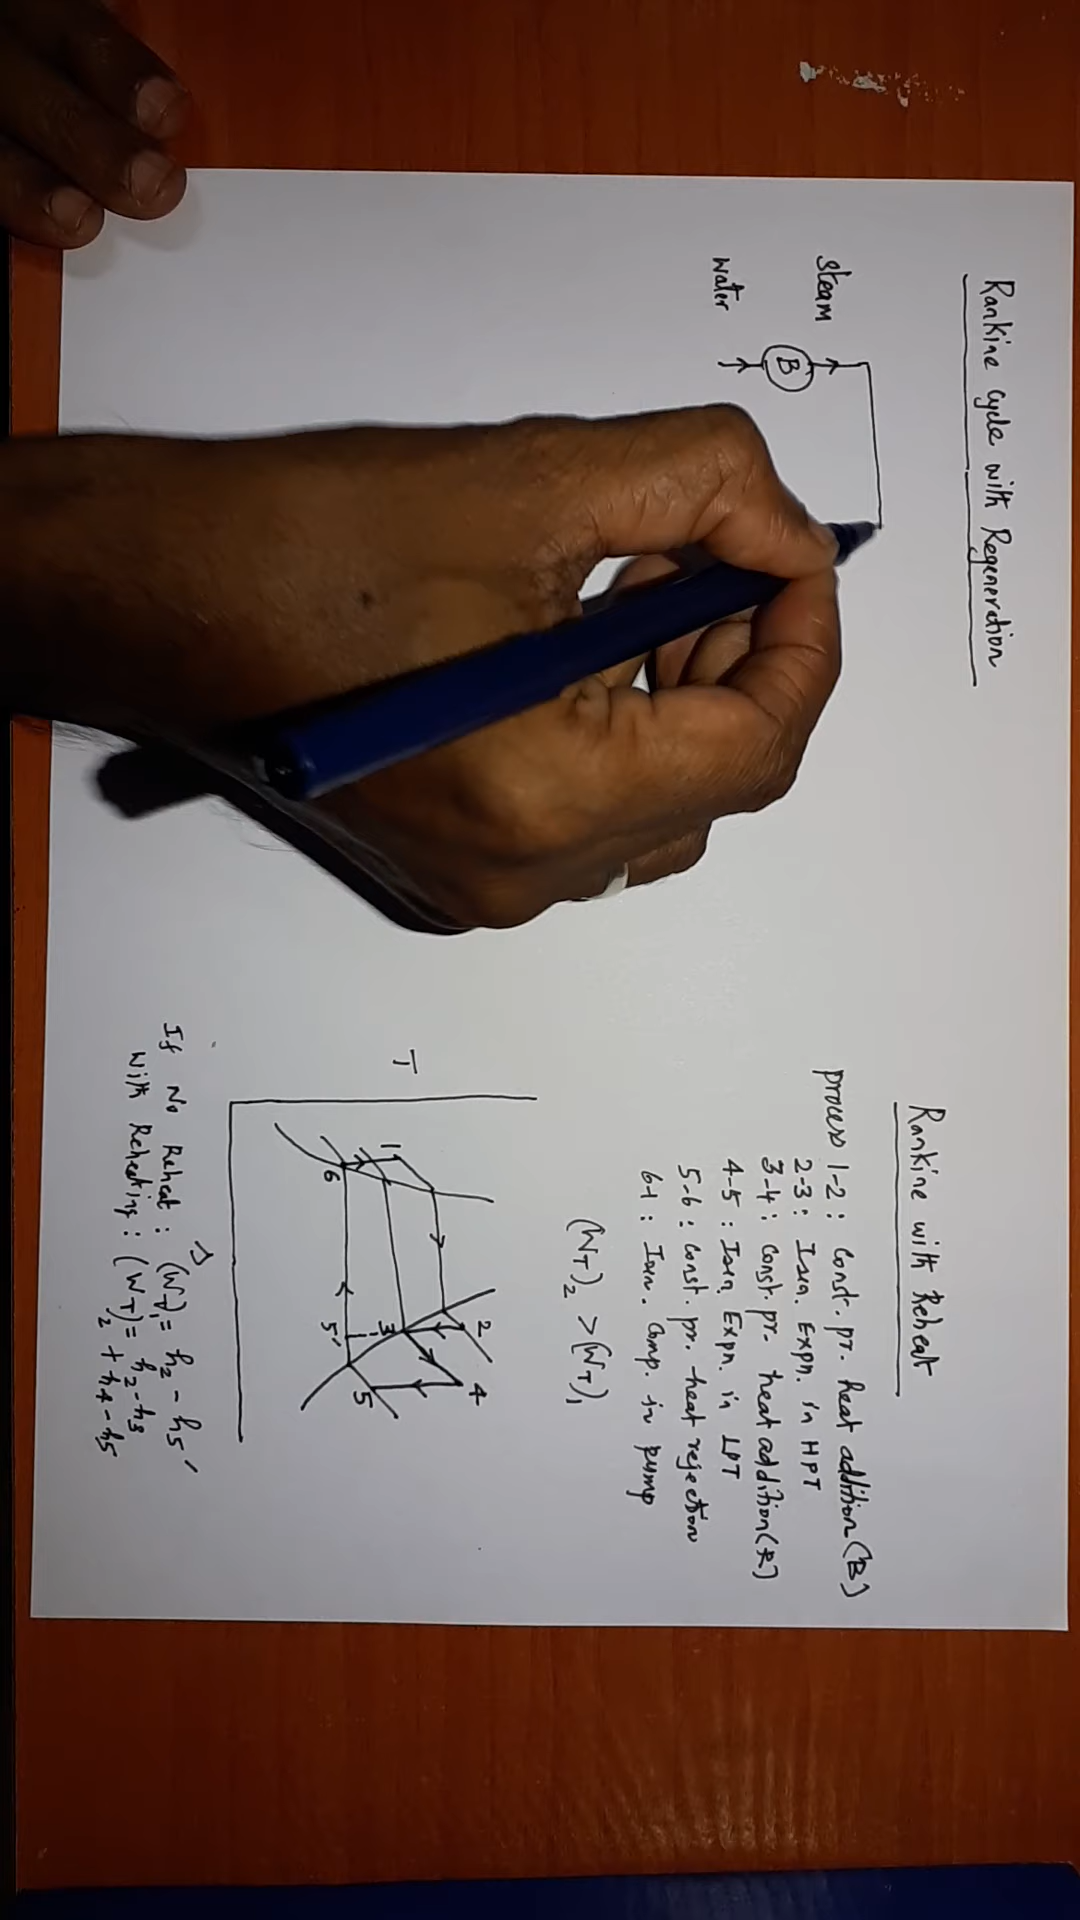 Rankine cycle with Regeneration
steam
B
water
Rankine with Reheat
process 1-2 : const. pr. heat addition (B)
2-3 : Isen. Expn. in HPT
3-4 : const. pr. heat addition (R)
4-5 : Isen. Expn. in LPT
5-6 : const. pr. heat rejection
6-1 : Isen. comp. in pump
(WT)2 > (WT)1
T
1
2
3
4
5
5'
6
If No Reheat : (WT)1 = h2 - h5'
With Reheating : (WT)2 = h2 - h3 + h4 - h5